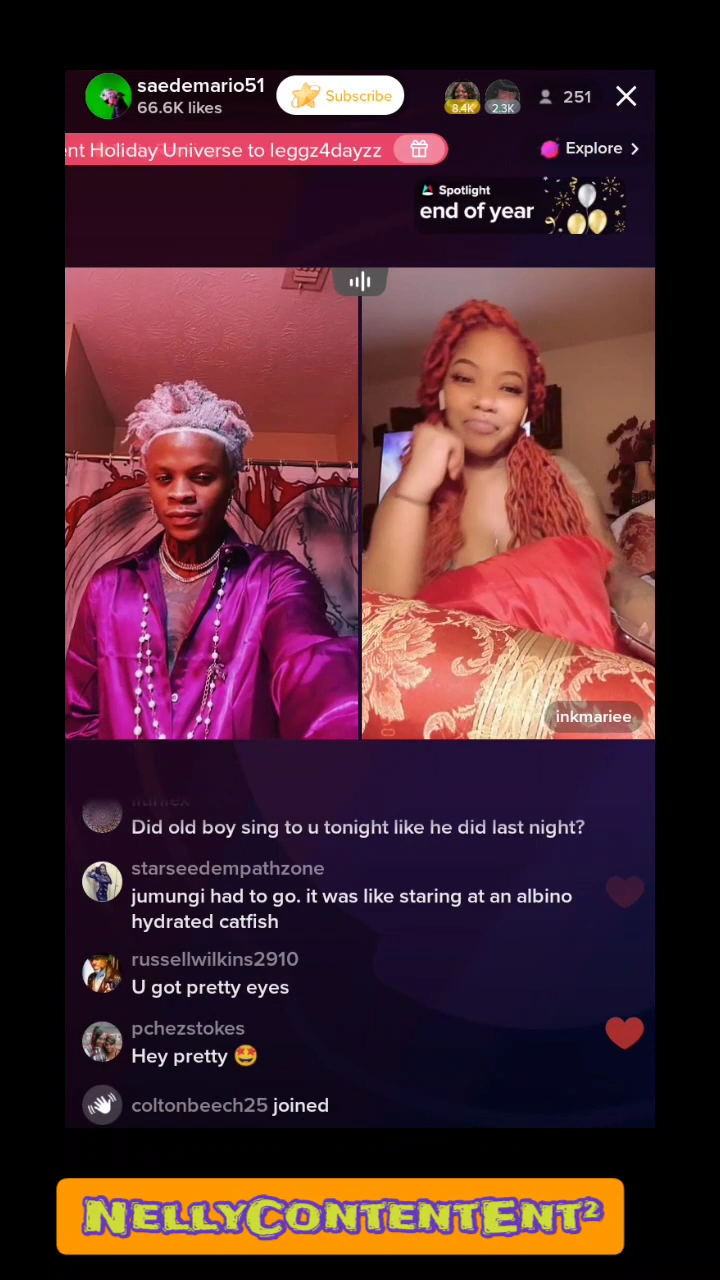 saedemario51
66.6K likes
Subscribe
8.4K
2.3K
251
ent Holiday Universe to leggz4dayzz
Explore
Spotlight
end of year
inkmariee
Did old boy sing to u tonight like he did last night?
starseedempathzone
jumungi had to go. it was like staring at an albino
hydrated catfish
russellwilkins2910
U got pretty eyes
pchezstokes
Hey pretty 🤩
coltonbeech25 joined
NELLYCONTENTENT²